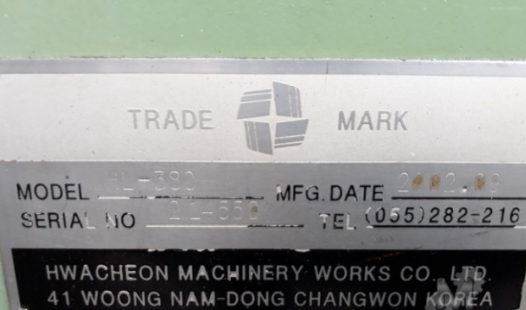 TRADE MARK
MODEL HL-380 MFG. DATE
SERIAL NO TEL (055)282-216
HWACHEON MACHINERY WORKS CO., LTD.
41 WOONG NAM-DONG CHANGWON KOREA